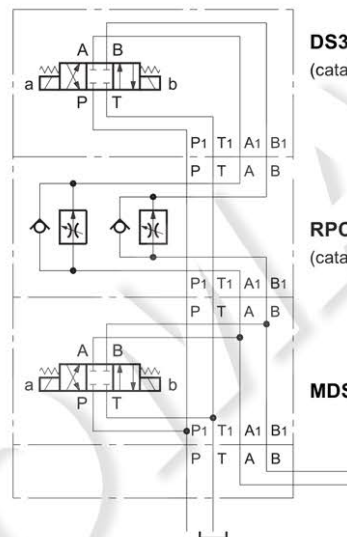 A B
DS3
a b
(cata
P T
P1 T1 A1 B1
P T A B
RPC
(cata
P1 T1 A1 B1
P T A B
A B
a b
MDS
P T
P1 T1 A1 B1
P T A B